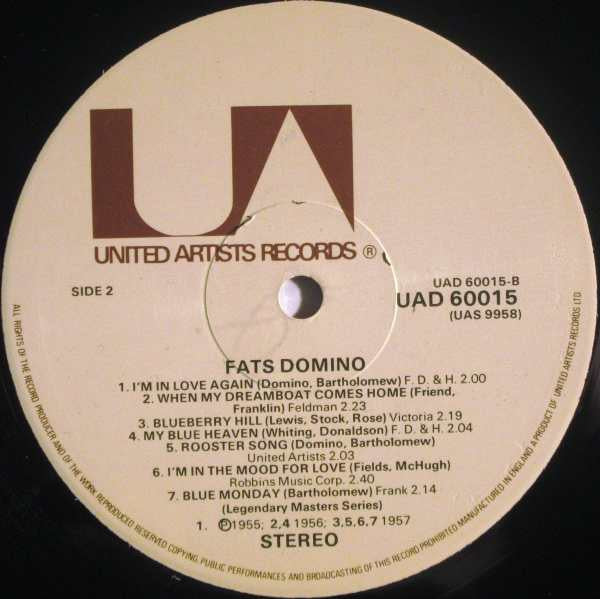 UA
UNITED ARTISTS RECORDS ®
SIDE 2
UAD 60015-B
UAD 60015
(UAS 9958)
FATS DOMINO
1. I'M IN LOVE AGAIN (Domino, Bartholomew) F. D. & H. 2.00
2. WHEN MY DREAMBOAT COMES HOME (Friend,
Franklin) Feldman 2.23
3. BLUEBERRY HILL (Lewis, Stock, Rose) Victoria 2.19
4. MY BLUE HEAVEN (Whiting, Donaldson) F. D. & H. 2.04
5. ROOSTER SONG (Domino, Bartholomew)
United Artists 2.03
6. I'M IN THE MOOD FOR LOVE (Fields, McHugh)
Robbins Music Corp. 2.40
7. BLUE MONDAY (Bartholomew) Frank 2.14
(Legendary Masters Series)
1. ℗1955; 2,4 1956; 3,5,6,7 1957
STEREO
ALL RIGHTS OF THE RECORD PRODUCER AND OF THE WORK REPRODUCED RESERVED COPYING, PUBLIC PERFORMANCES AND BROADCASTING OF THIS RECORD PROHIBITED MANUFACTURED IN ENGLAND A PRODUCT OF UNITED ARTISTS RECORDS LTD